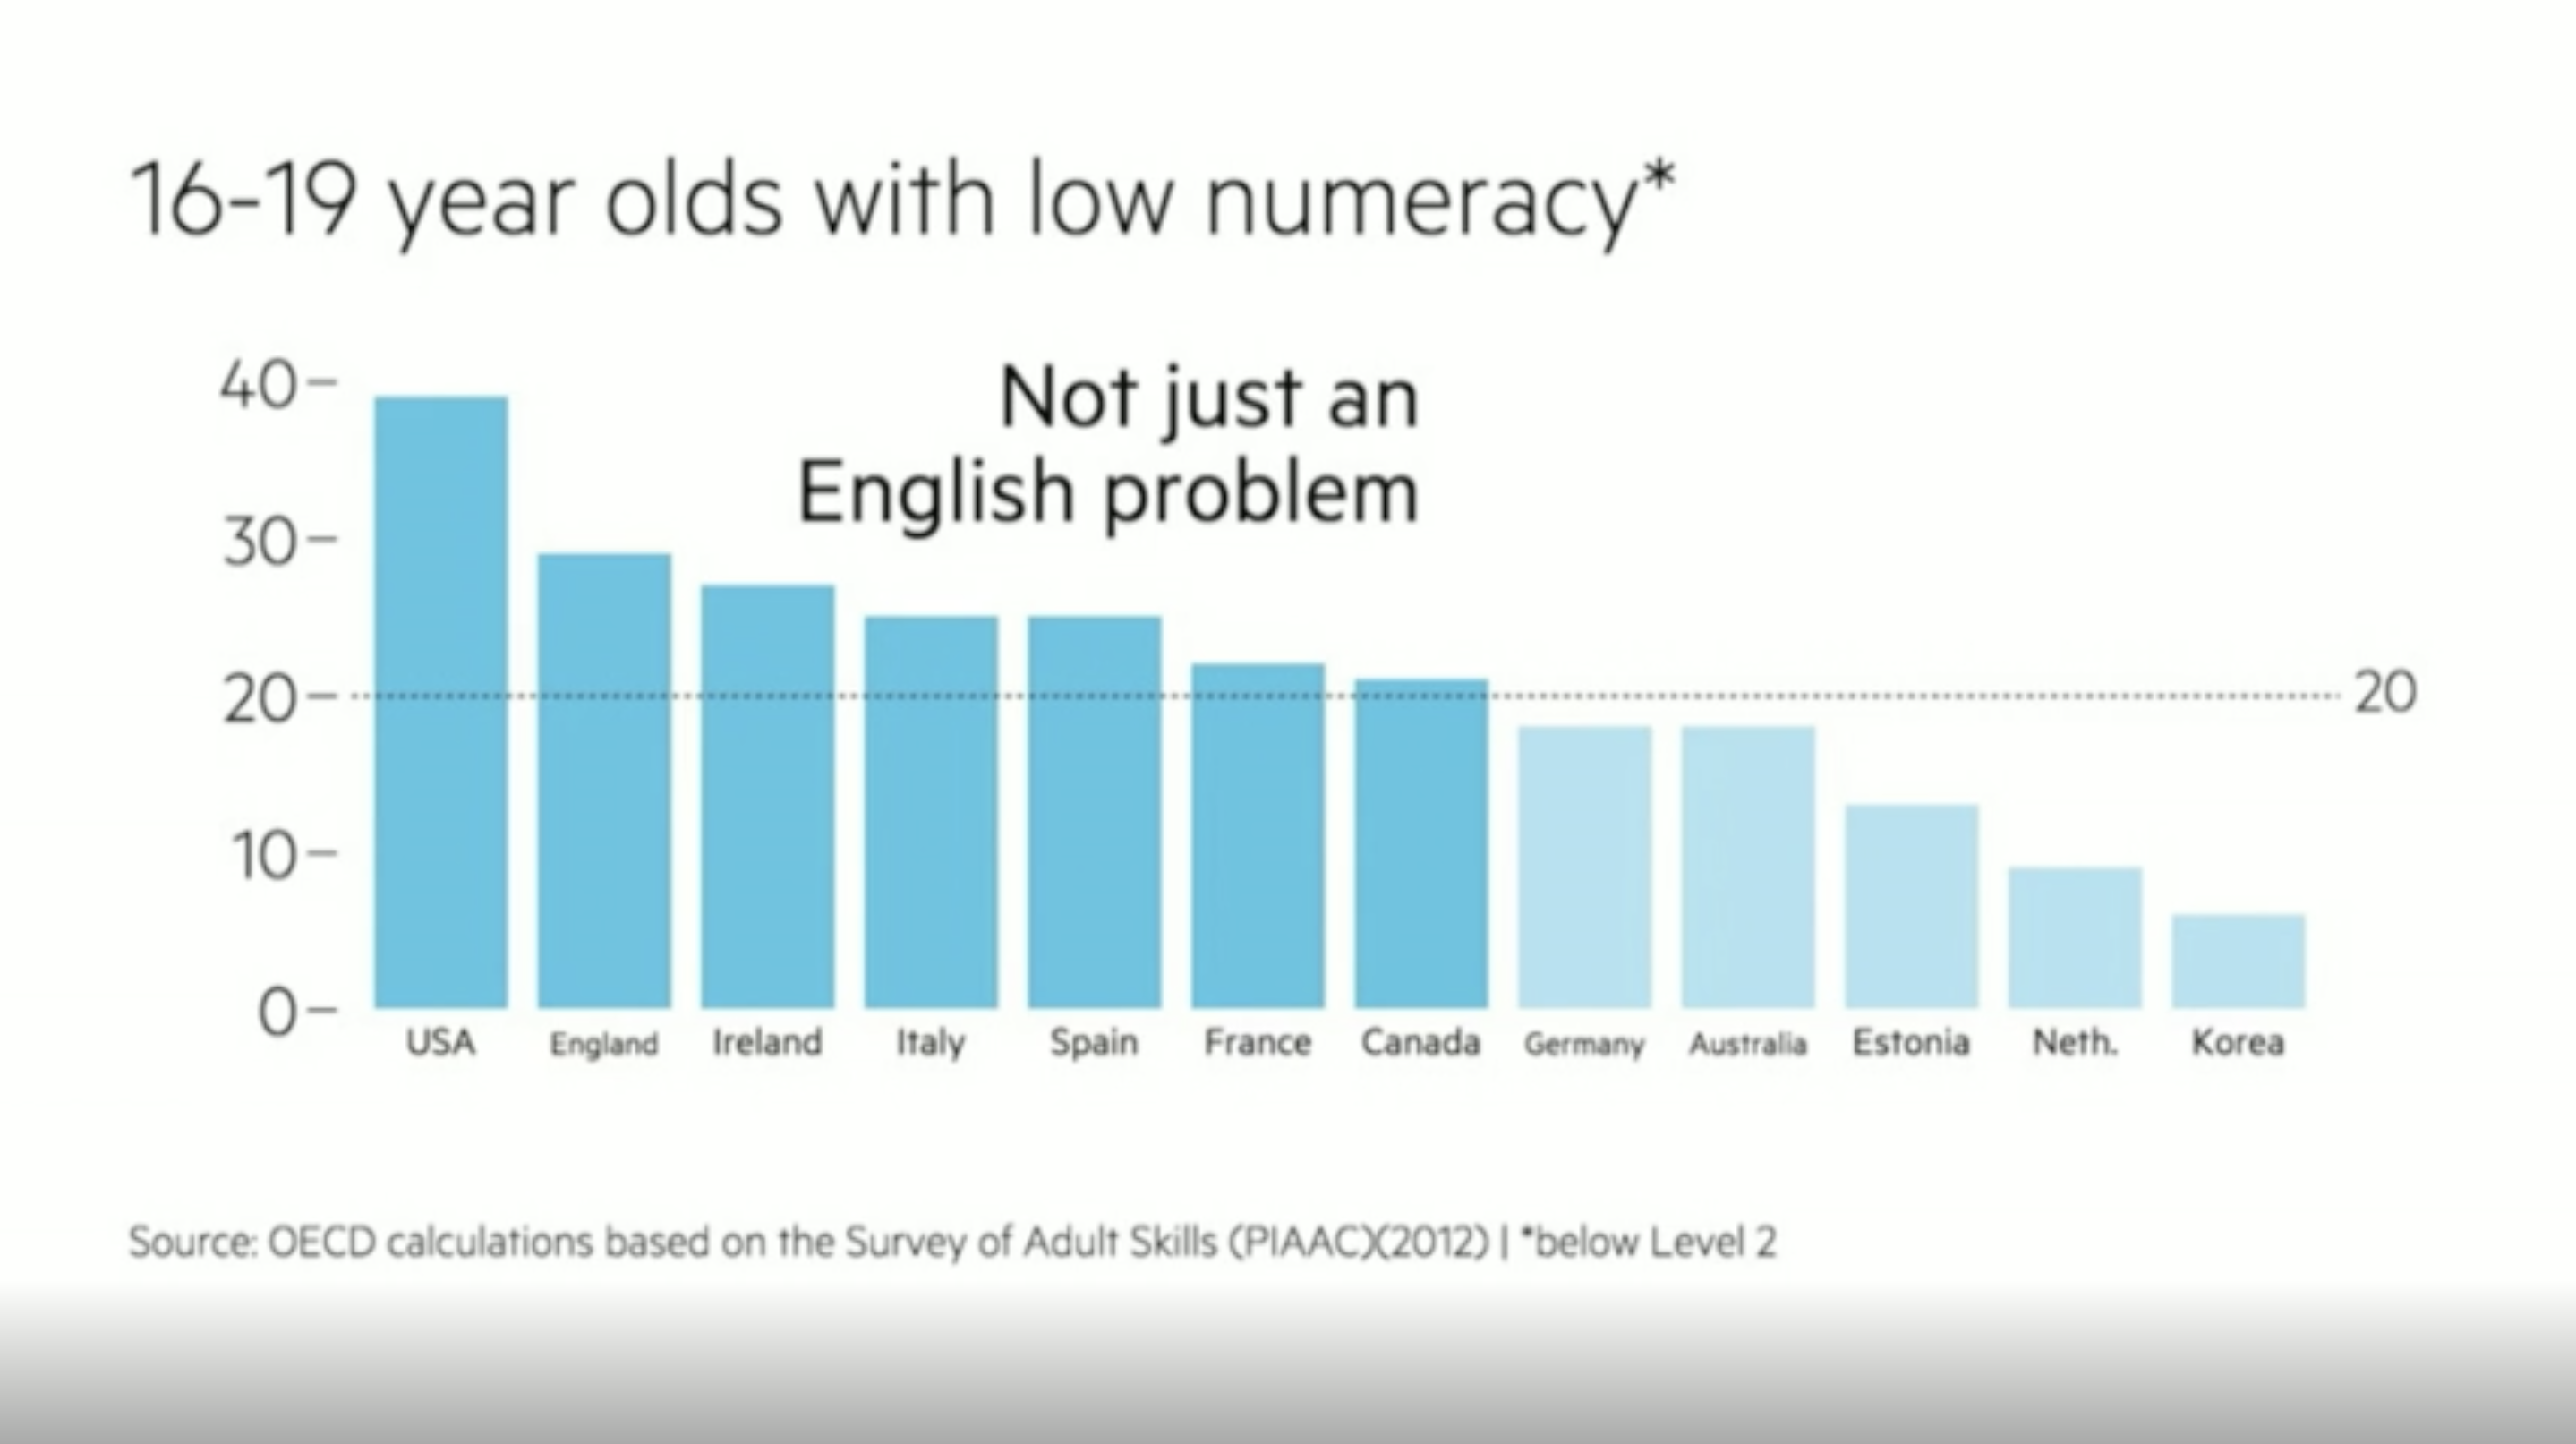 16-19 year olds with low numeracy*
Not just an
English problem
40
30
20
10
0
20
USA England Ireland Italy Spain France Canada Germany Australia Estonia Neth. Korea
Source: OECD calculations based on the Survey of Adult Skills (PIAAC)(2012) | *below Level 2